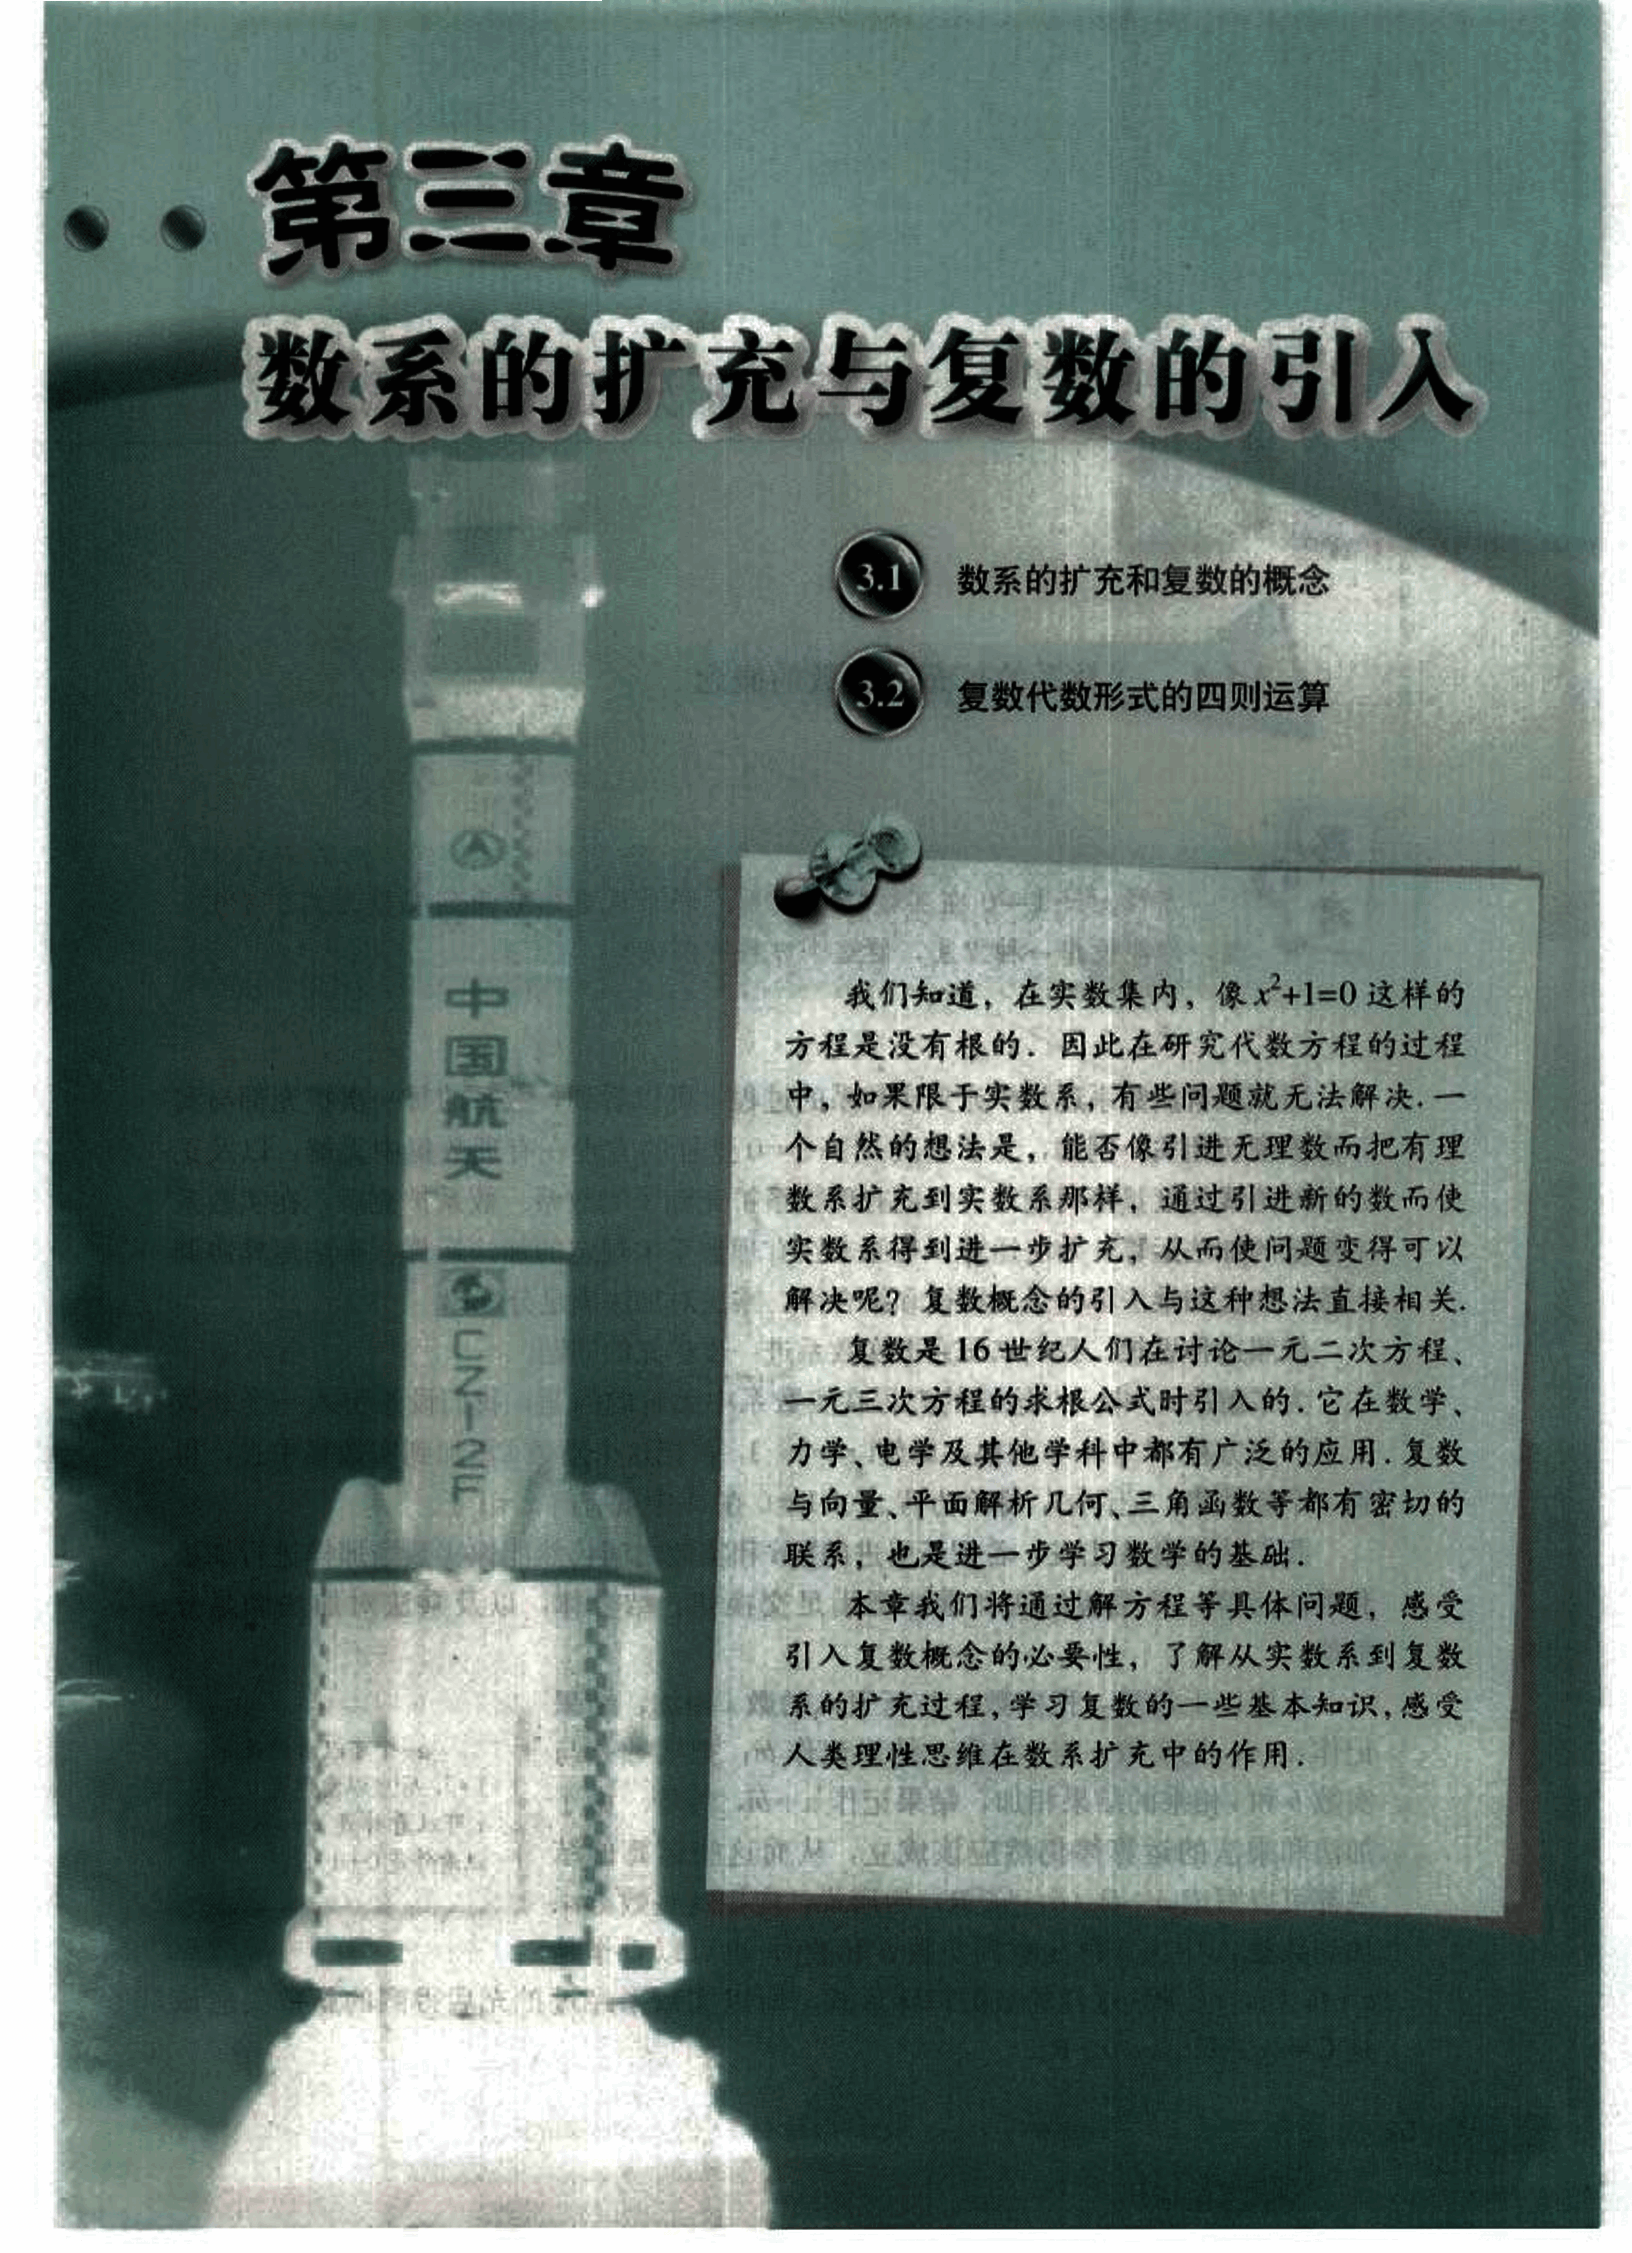 第三章
数系的扩充与复数的引入
3.1 数系的扩充和复数的概念
3.2 复数代数形式的四则运算
中国航天
CZ-2F
我们知道，在实数集内，像x²+1=0这样的
方程是没有根的．因此在研究代数方程的过程
中，如果限于实数系，有些问题就无法解决．一
个自然的想法是，能否像引进无理数而把有理
数系扩充到实数系那样，通过引进新的数而使
实数系得到进一步扩充，从而使问题变得可以
解决呢？复数概念的引入与这种想法直接相关．
复数是16世纪人们在讨论一元二次方程、
一元三次方程的求根公式时引入的．它在数学、
力学、电学及其他学科中都有广泛的应用．复数
与向量、平面解析几何、三角函数等都有密切的
联系，也是进一步学习数学的基础．
本章我们将通过解方程等具体问题，感受
引入复数概念的必要性，了解从实数系到复数
系的扩充过程，学习复数的一些基本知识，感受
人类理性思维在数系扩充中的作用．